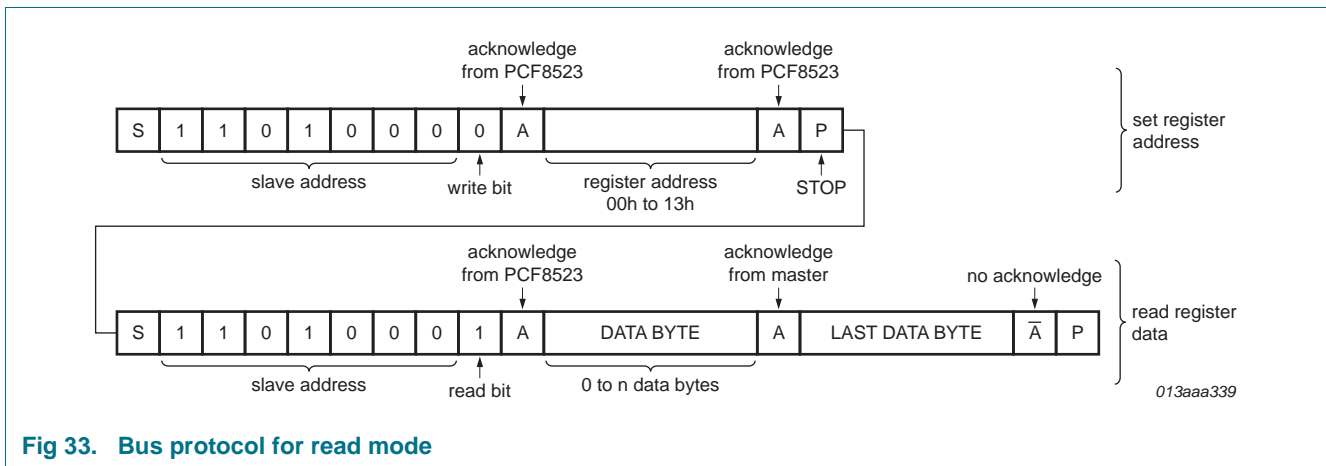 acknowledge
from PCF8523
acknowledge
from PCF8523
S 1 1 0 1 0 0 0 0 A A P
set register
address
slave address
write bit
register address
00h to 13h
STOP
acknowledge
from PCF8523
acknowledge
from master
no acknowledge
S 1 1 0 1 0 0 0 1 A DATA BYTE A LAST DATA BYTE A̅ P
read register
data
slave address
read bit
0 to n data bytes
013aaa339
Fig 33. Bus protocol for read mode